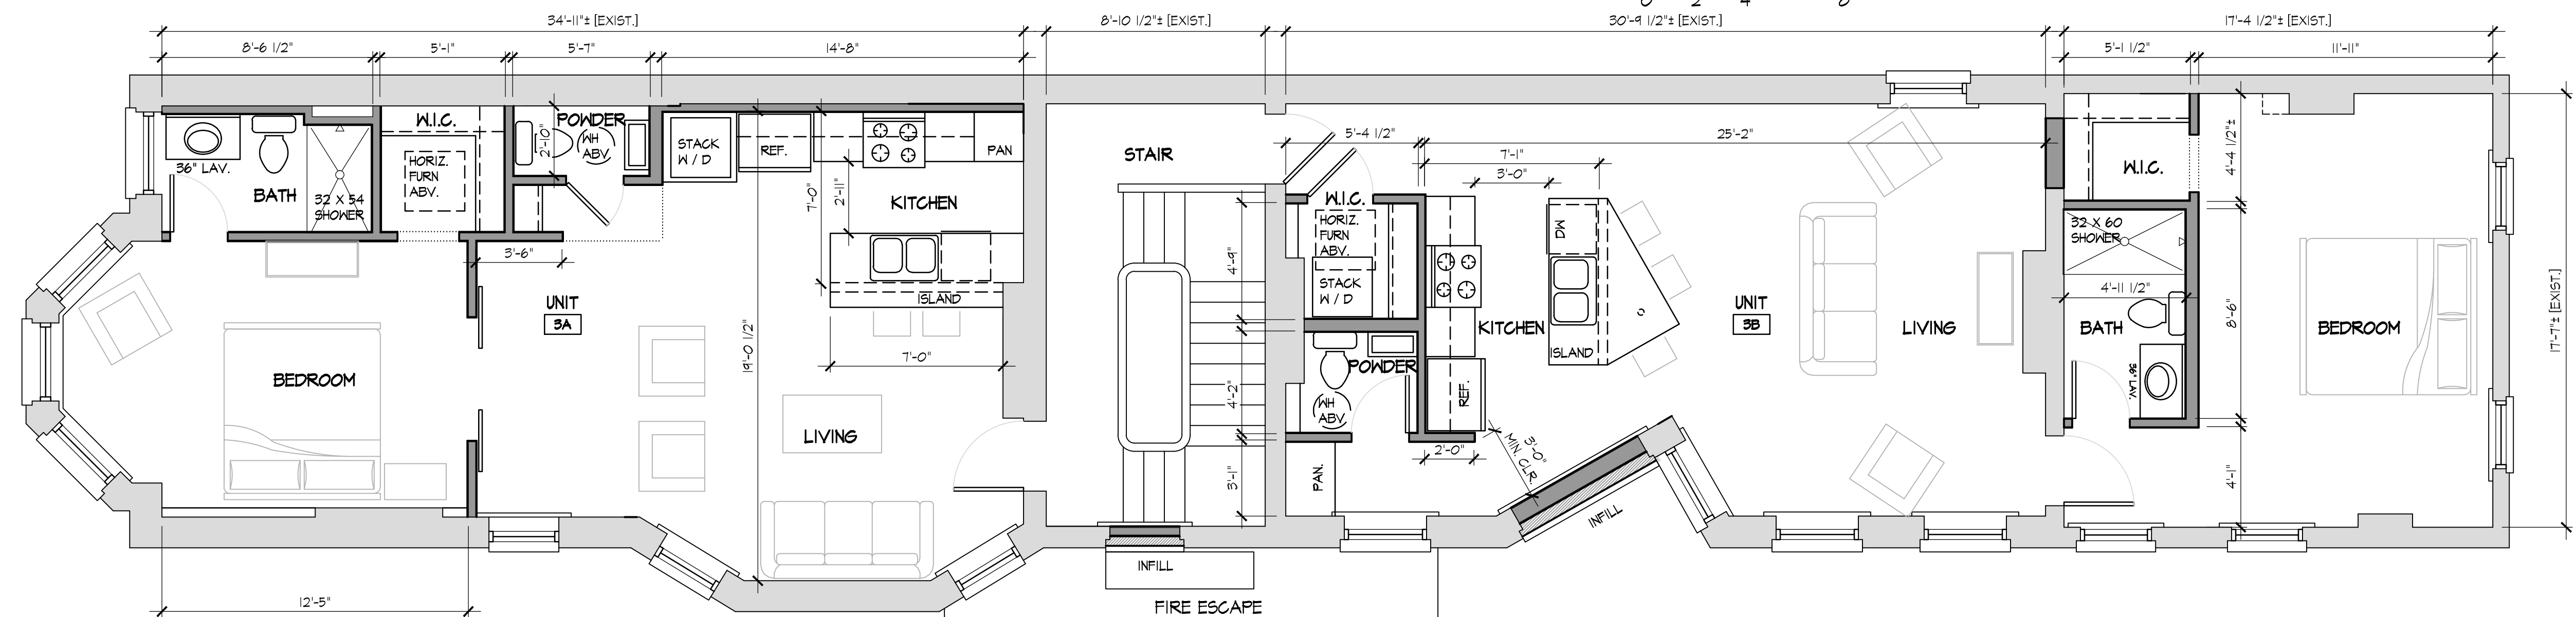 0 2 4 8
34'-11"± [EXIST.]
8'-10 1/2"± [EXIST.]
30'-9 1/2"± [EXIST.]
17'-4 1/2"± [EXIST.]
8'-6 1/2"
5'-1"
5'-7"
14'-8"
5'-1 1/2"
11'-11"
36" LAV.
BATH
32 X 54
SHOWER
W.I.C.
HORIZ.
FURN
ABV.
POWDER
2'-10"
WH
ABV.
STACK
W / D
REF.
PAN
7'-0"
2'-11"
KITCHEN
ISLAND
3'-6"
UNIT
3A
BEDROOM
19'-0 1/2"
7'-0"
LIVING
12'-5"
STAIR
4'-9"
4'-2"
3'-1"
INFILL
FIRE ESCAPE
5'-4 1/2"
25'-2"
7'-1"
3'-0"
W.I.C.
HORIZ.
FURN
ABV.
STACK
W / D
POWDER
WH
ABV.
PAN.
DW
KITCHEN
ISLAND
REF.
2'-0"
3'-0"
MIN. CLR.
INFILL
UNIT
3B
LIVING
W.I.C.
4'-4 1/2"±
32 X 60
SHOWER
4'-11 1/2"
BATH
36" LAV.
8'-6"
4'-1"
BEDROOM
17'-7"± [EXIST.]